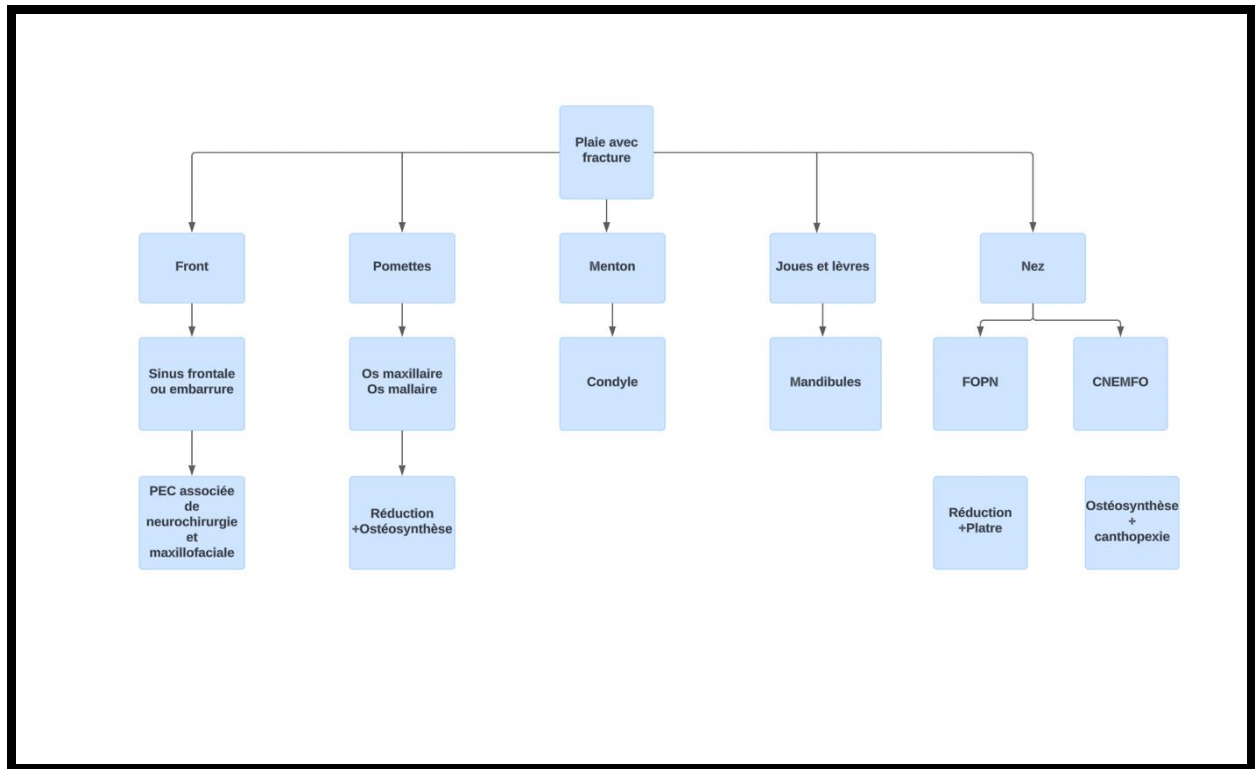 Plaie avec
fracture
Front
Pomettes
Menton
Joues et lèvres
Nez
Sinus frontale
ou embarrure
Os maxillaire
Os mallaire
Condyle
Mandibules
FOPN
CNEMFO
PEC associée
de
neurochirurgie
et
maxillofaciale
Réduction
+Ostéosynthèse
Réduction
+Platre
Ostéosynthèse
+
canthopexie